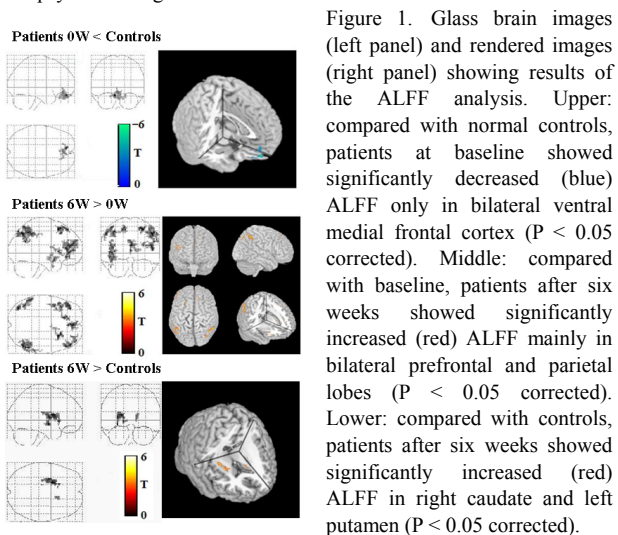 Patients 0W < Controls
-6
T
0
Patients 6W > 0W
6
T
0
Patients 6W > Controls
6
T
0
Figure 1. Glass brain images
(left panel) and rendered images
(right panel) showing results of
the ALFF analysis. Upper:
compared with normal controls,
patients at baseline showed
significantly decreased (blue)
ALFF only in bilateral ventral
medial frontal cortex (P < 0.05
corrected). Middle: compared
with baseline, patients after six
weeks showed significantly
increased (red) ALFF mainly in
bilateral prefrontal and parietal
lobes (P < 0.05 corrected).
Lower: compared with controls,
patients after six weeks showed
significantly increased (red)
ALFF in right caudate and left
putamen (P < 0.05 corrected).